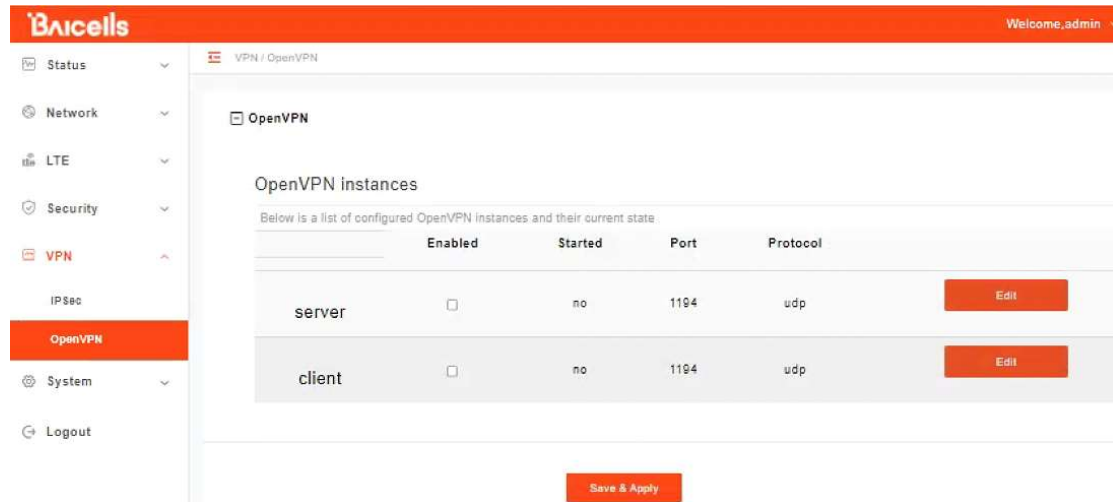 Baicells
Welcome,admin
Status
Network
LTE
Security
VPN
IPSec
OpenVPN
System
Logout
VPN / OpenVPN
OpenVPN
OpenVPN instances
Below is a list of configured OpenVPN instances and their current state
Enabled Started Port Protocol
server no 1194 udp Edit
client no 1194 udp Edit
Save & Apply